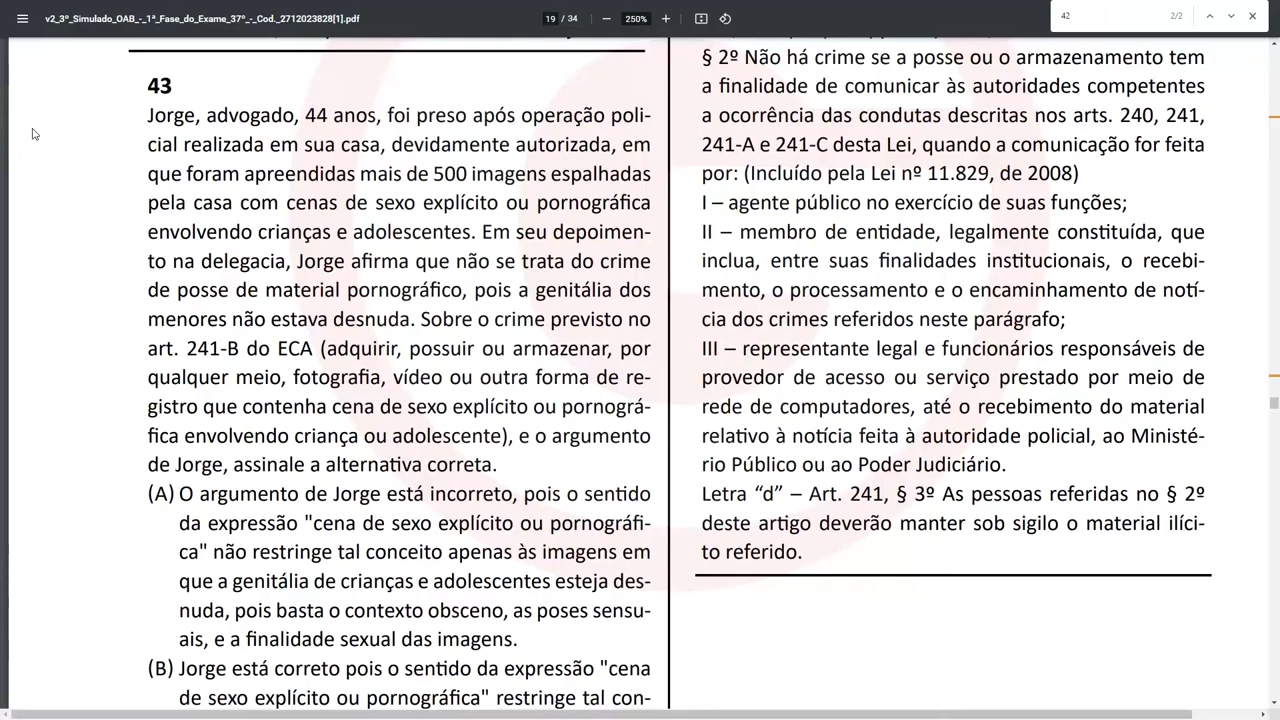 v2_3º_Simulado_OAB_-_1ª_Fase_do_Exame_37º_-_Cod._2712023828[1].pdf
19 / 34
250%
42
2/2
43
Jorge, advogado, 44 anos, foi preso após operação poli-
cial realizada em sua casa, devidamente autorizada, em
que foram apreendidas mais de 500 imagens espalhadas
pela casa com cenas de sexo explícito ou pornográfica
envolvendo crianças e adolescentes. Em seu depoimen-
to na delegacia, Jorge afirma que não se trata do crime
de posse de material pornográfico, pois a genitália dos
menores não estava desnuda. Sobre o crime previsto no
art. 241-B do ECA (adquirir, possuir ou armazenar, por
qualquer meio, fotografia, vídeo ou outra forma de re-
gistro que contenha cena de sexo explícito ou pornográ-
fica envolvendo criança ou adolescente), e o argumento
de Jorge, assinale a alternativa correta.
(A) O argumento de Jorge está incorreto, pois o sentido
da expressão "cena de sexo explícito ou pornográfi-
ca" não restringe tal conceito apenas às imagens em
que a genitália de crianças e adolescentes esteja des-
nuda, pois basta o contexto obsceno, as poses sensu-
ais, e a finalidade sexual das imagens.
(B) Jorge está correto pois o sentido da expressão "cena
de sexo explícito ou pornográfica" restringe tal con-
§ 2º Não há crime se a posse ou o armazenamento tem
a finalidade de comunicar às autoridades competentes
a ocorrência das condutas descritas nos arts. 240, 241,
241-A e 241-C desta Lei, quando a comunicação for feita
por: (Incluído pela Lei nº 11.829, de 2008)
I – agente público no exercício de suas funções;
II – membro de entidade, legalmente constituída, que
inclua, entre suas finalidades institucionais, o recebi-
mento, o processamento e o encaminhamento de notí-
cia dos crimes referidos neste parágrafo;
III – representante legal e funcionários responsáveis de
provedor de acesso ou serviço prestado por meio de
rede de computadores, até o recebimento do material
relativo à notícia feita à autoridade policial, ao Ministé-
rio Público ou ao Poder Judiciário.
Letra “d” – Art. 241, § 3º As pessoas referidas no § 2º
deste artigo deverão manter sob sigilo o material ilíci-
to referido.